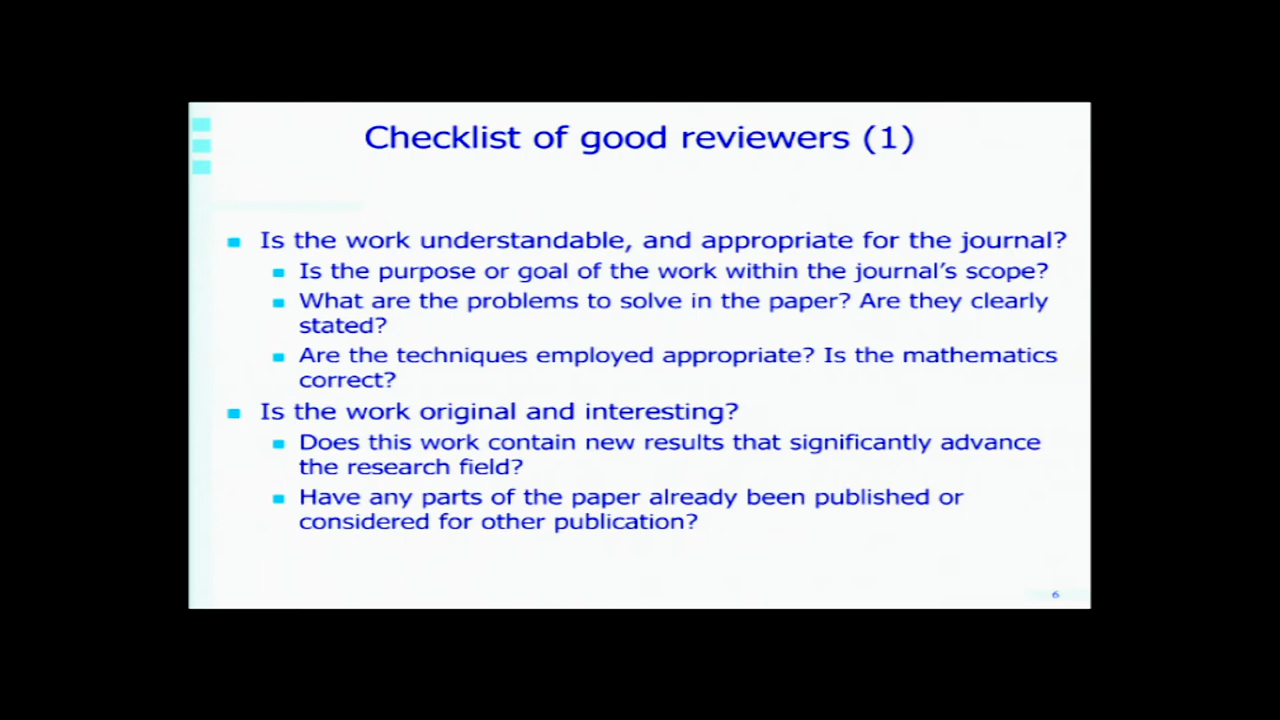 Checklist of good reviewers (1)
Is the work understandable, and appropriate for the journal?
Is the purpose or goal of the work within the journal's scope?
What are the problems to solve in the paper? Are they clearly
stated?
Are the techniques employed appropriate? Is the mathematics
correct?
Is the work original and interesting?
Does this work contain new results that significantly advance
the research field?
Have any parts of the paper already been published or
considered for other publication?
6